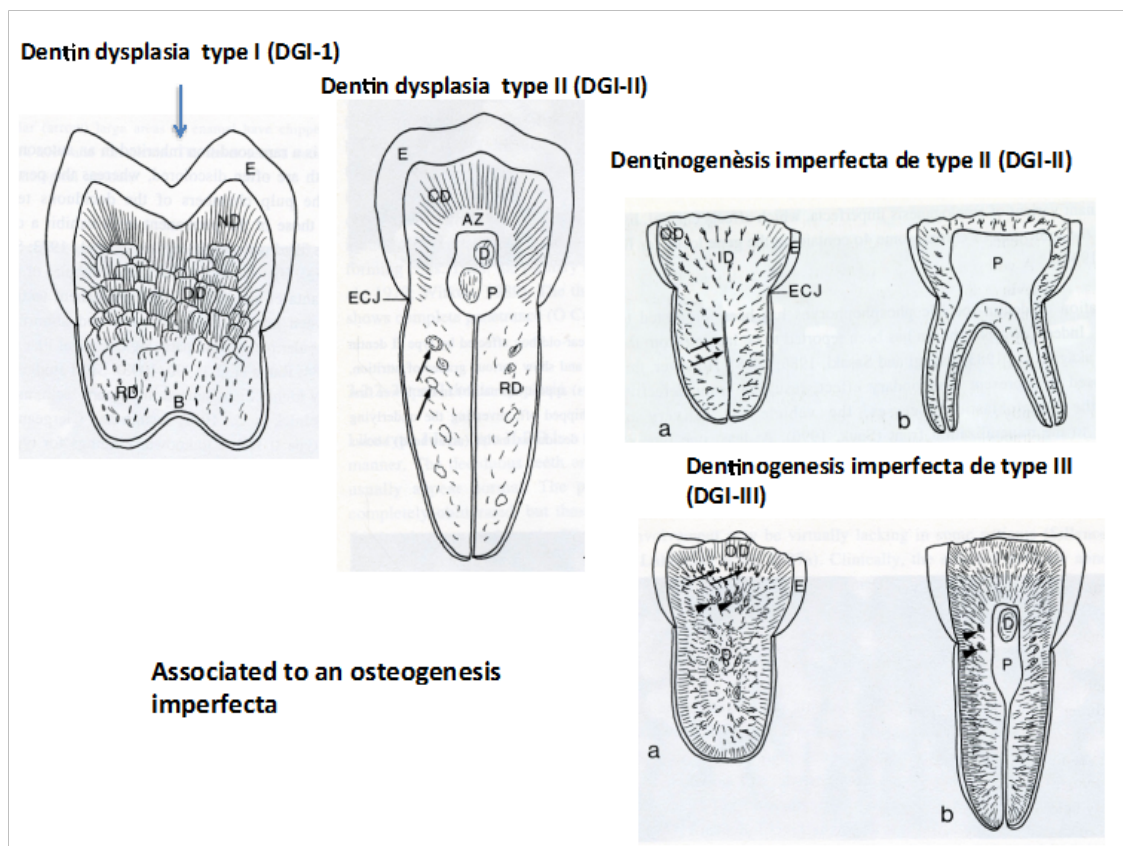 Dentin dysplasia type I (DGI-1)
Dentin dysplasia type II (DGI-II)
Dentinogenèsis imperfecta de type II (DGI-II)
E
ND
DD
RD
B
E
OD
AZ
D
P
ECJ
RD
OD
ID
E
ECJ
a
P
b
Dentinogenesis imperfecta de type III
(DGI-III)
OD
E
D
a
D
P
b
Associated to an osteogenesis
imperfecta